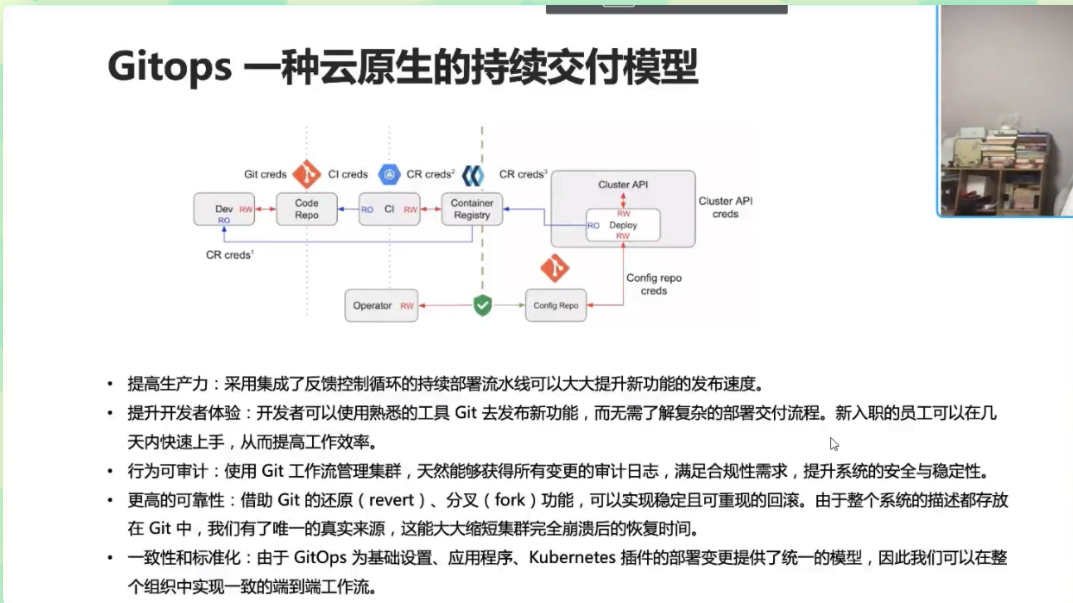 Gitops 一种云原生的持续交付模型
Git creds
CI creds
CR creds²
CR creds³
Cluster API
Cluster API
creds
Dev RW
RO
Code
Repo
RO CI RW
Container
Registry
RW
RO Deploy
RW
CR creds¹
Config repo
creds
Operator RW
Config Repo
• 提高生产力：采用集成了反馈控制循环的持续部署流水线可以大大提升新功能的发布速度。
• 提升开发者体验：开发者可以使用熟悉的工具 Git 去发布新功能，而无需了解复杂的部署交付流程。新入职的员工可以在几
天内快速上手，从而提高工作效率。
• 行为可审计：使用 Git 工作流管理集群，天然能够获得所有变更的审计日志，满足合规性需求，提升系统的安全与稳定性。
• 更高的可靠性：借助 Git 的还原（revert）、分叉（fork）功能，可以实现稳定且可重现的回滚。由于整个系统的描述都存放
在 Git 中，我们有了唯一的真实来源，这能大大缩短集群完全崩溃后的恢复时间。
• 一致性和标准化：由于 GitOps 为基础设置、应用程序、Kubernetes 插件的部署变更提供了统一的模型，因此我们可以在整
个组织中实现一致的端到端工作流。